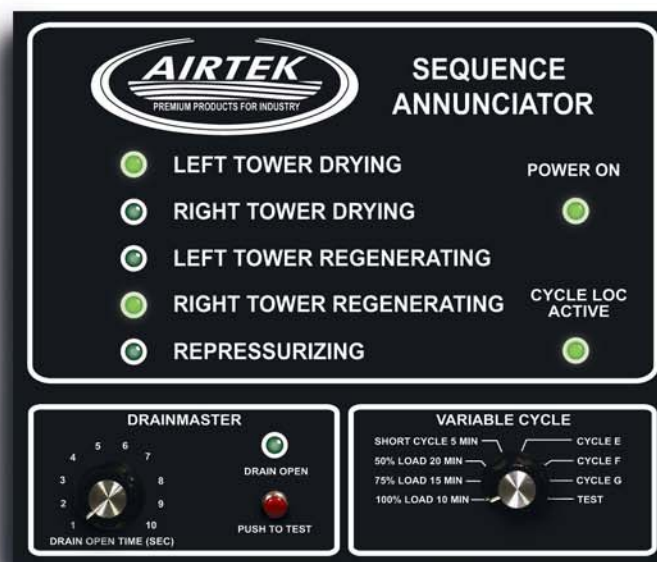 AIRTEK
PREMIUM PRODUCTS FOR INDUSTRY
SEQUENCE
ANNUNCIATOR
LEFT TOWER DRYING
RIGHT TOWER DRYING
LEFT TOWER REGENERATING
RIGHT TOWER REGENERATING
REPRESSURIZING
POWER ON
CYCLE LOC
ACTIVE
DRAINMASTER
1
2
3
4
5
6
7
8
9
10
DRAIN OPEN TIME (SEC)
DRAIN OPEN
PUSH TO TEST
VARIABLE CYCLE
SHORT CYCLE 5 MIN
50% LOAD 20 MIN
75% LOAD 15 MIN
100% LOAD 10 MIN
CYCLE E
CYCLE F
CYCLE G
TEST